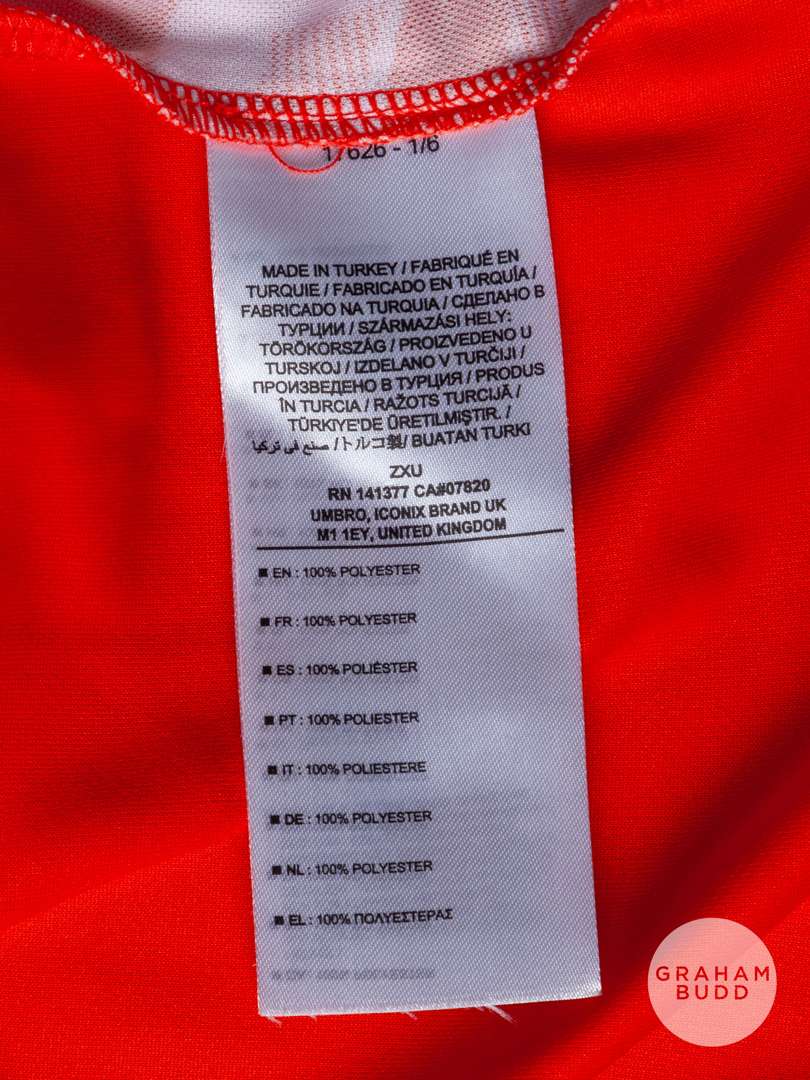 17626 - 1/6
MADE IN TURKEY / FABRIQUÉ EN
TURQUIE / FABRICADO EN TURQUÍA /
FABRICADO NA TURQUIA / СДЕЛАНО В
ТУРЦИИ / SZÁRMAZÁSI HELY:
TÖRÖKORSZÁG / PROIZVEDENO U
TURSKOJ / IZDELANO V TURČIJI /
ПРОИЗВЕДЕНО В ТУРЦИЯ / PRODUS
ÎN TURCIA / RAŽOTS TURCIJĀ /
TÜRKIYE'DE ÜRETILMIŞTIR. /
صنع في تركيا /トルコ製/ BUATAN TURKI
ZXU
RN 141377 CA#07820
UMBRO, ICONIX BRAND UK
M1 1EY, UNITED KINGDOM
EN : 100% POLYESTER
FR : 100% POLYESTER
ES : 100% POLIÉSTER
PT : 100% POLIESTER
IT : 100% POLIESTERE
DE : 100% POLYESTER
NL : 100% POLYESTER
EL : 100% ΠΟΛΥΕΣΤΕΡΑΣ
GRAHAM
BUDD